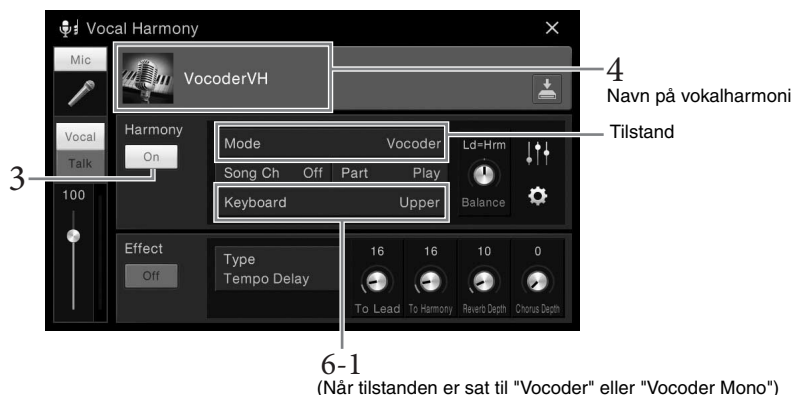 Vocal Harmony
Mic
VocoderVH
4
Navn på vokalharmoni
Vocal
Talk
Harmony
On
Mode Vocoder
Tilstand
Ld=Hrm
Song Ch Off Part Play
Balance
Keyboard Upper
3
100
Effect
Off
Type
Tempo Delay
16 16 10 0
To Lead To Harmony Reverb Depth Chorus Depth
6-1
(Når tilstanden er sat til "Vocoder" eller "Vocoder Mono")